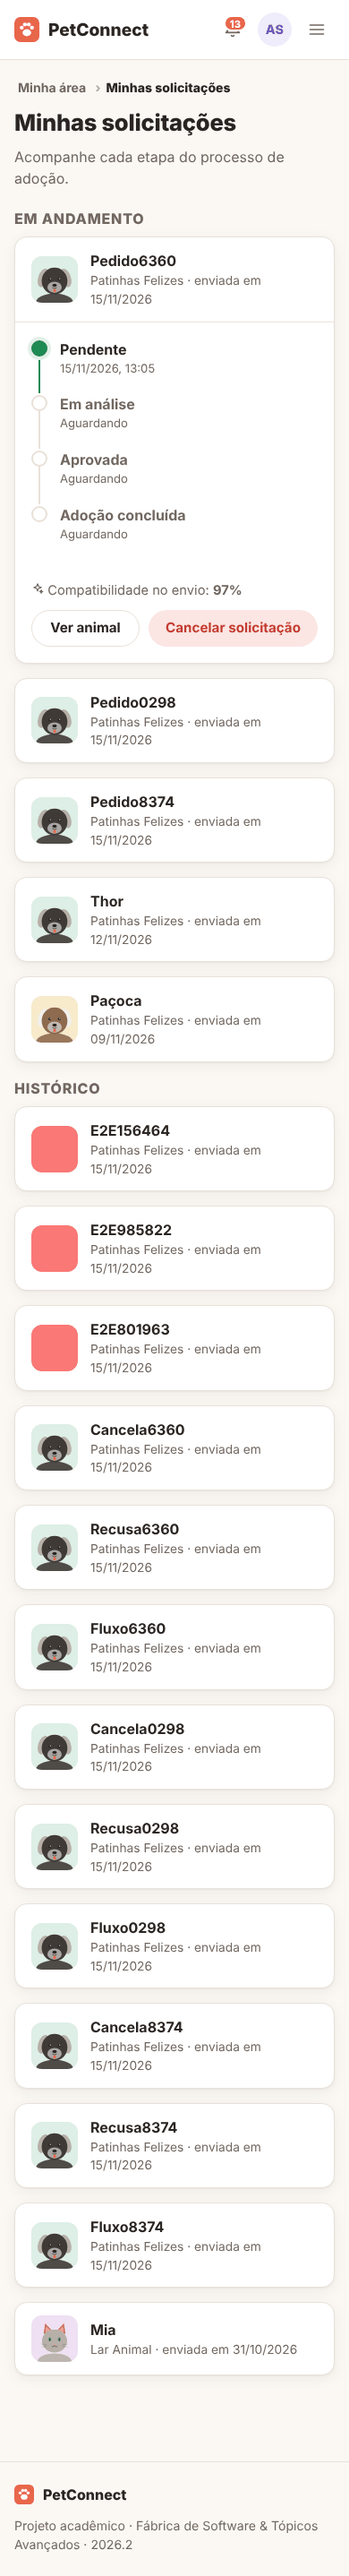 PetConnect
13
AS
Minha área › Minhas solicitações
Minhas solicitações
Acompanhe cada etapa do processo de
adoção.
EM ANDAMENTO
Pedido6360
Patinhas Felizes · enviada em
15/11/2026
Pendente
15/11/2026, 13:05
Em análise
Aguardando
Aprovada
Aguardando
Adoção concluída
Aguardando
Compatibilidade no envio: 97%
Ver animal
Cancelar solicitação
Pedido0298
Patinhas Felizes · enviada em
15/11/2026
Pedido8374
Patinhas Felizes · enviada em
15/11/2026
Thor
Patinhas Felizes · enviada em
12/11/2026
Paçoca
Patinhas Felizes · enviada em
09/11/2026
HISTÓRICO
E2E156464
Patinhas Felizes · enviada em
15/11/2026
E2E985822
Patinhas Felizes · enviada em
15/11/2026
E2E801963
Patinhas Felizes · enviada em
15/11/2026
Cancela6360
Patinhas Felizes · enviada em
15/11/2026
Recusa6360
Patinhas Felizes · enviada em
15/11/2026
Fluxo6360
Patinhas Felizes · enviada em
15/11/2026
Cancela0298
Patinhas Felizes · enviada em
15/11/2026
Recusa0298
Patinhas Felizes · enviada em
15/11/2026
Fluxo0298
Patinhas Felizes · enviada em
15/11/2026
Cancela8374
Patinhas Felizes · enviada em
15/11/2026
Recusa8374
Patinhas Felizes · enviada em
15/11/2026
Fluxo8374
Patinhas Felizes · enviada em
15/11/2026
Mia
Lar Animal · enviada em 31/10/2026
PetConnect
Projeto acadêmico · Fábrica de Software & Tópicos
Avançados · 2026.2